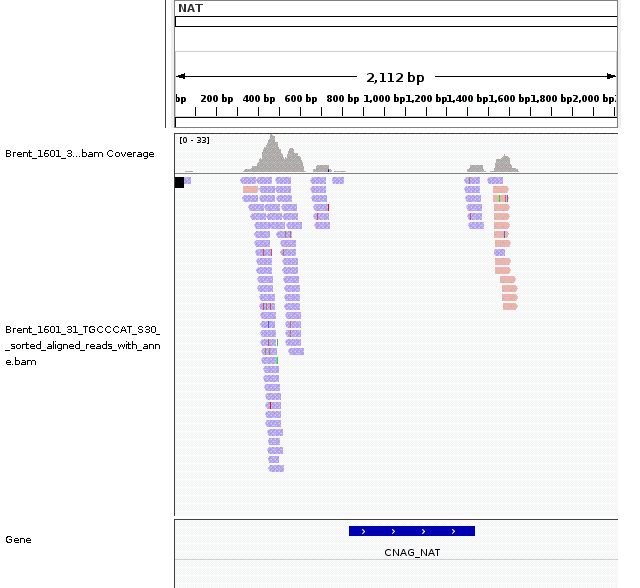 NAT
2,112 bp
bp 200 bp 400 bp 600 bp 800 bp 1,000 bp 1,200 bp 1,400 bp 1,600 bp 1,800 bp 2,000 bp
[0 - 33]
Brent_1601_3...bam Coverage
Brent_1601_31_TGCCCAT_S30_
_sorted_aligned_reads_with_ann
e.bam
Gene
CNAG_NAT